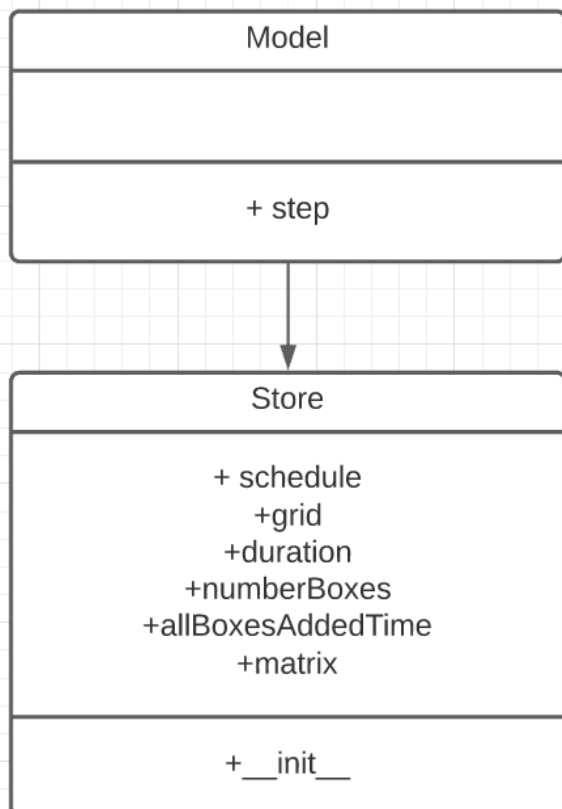 Model
+ step
Store
+ schedule
+grid
+duration
+numberBoxes
+allBoxesAddedTime
+matrix
+__init__